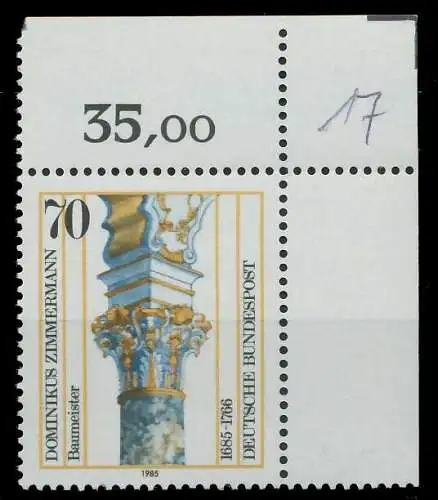 35,00
17
70
DOMINIKUS ZIMMERMANN
Baumeister
1685-1766
DEUTSCHE BUNDESPOST
1985